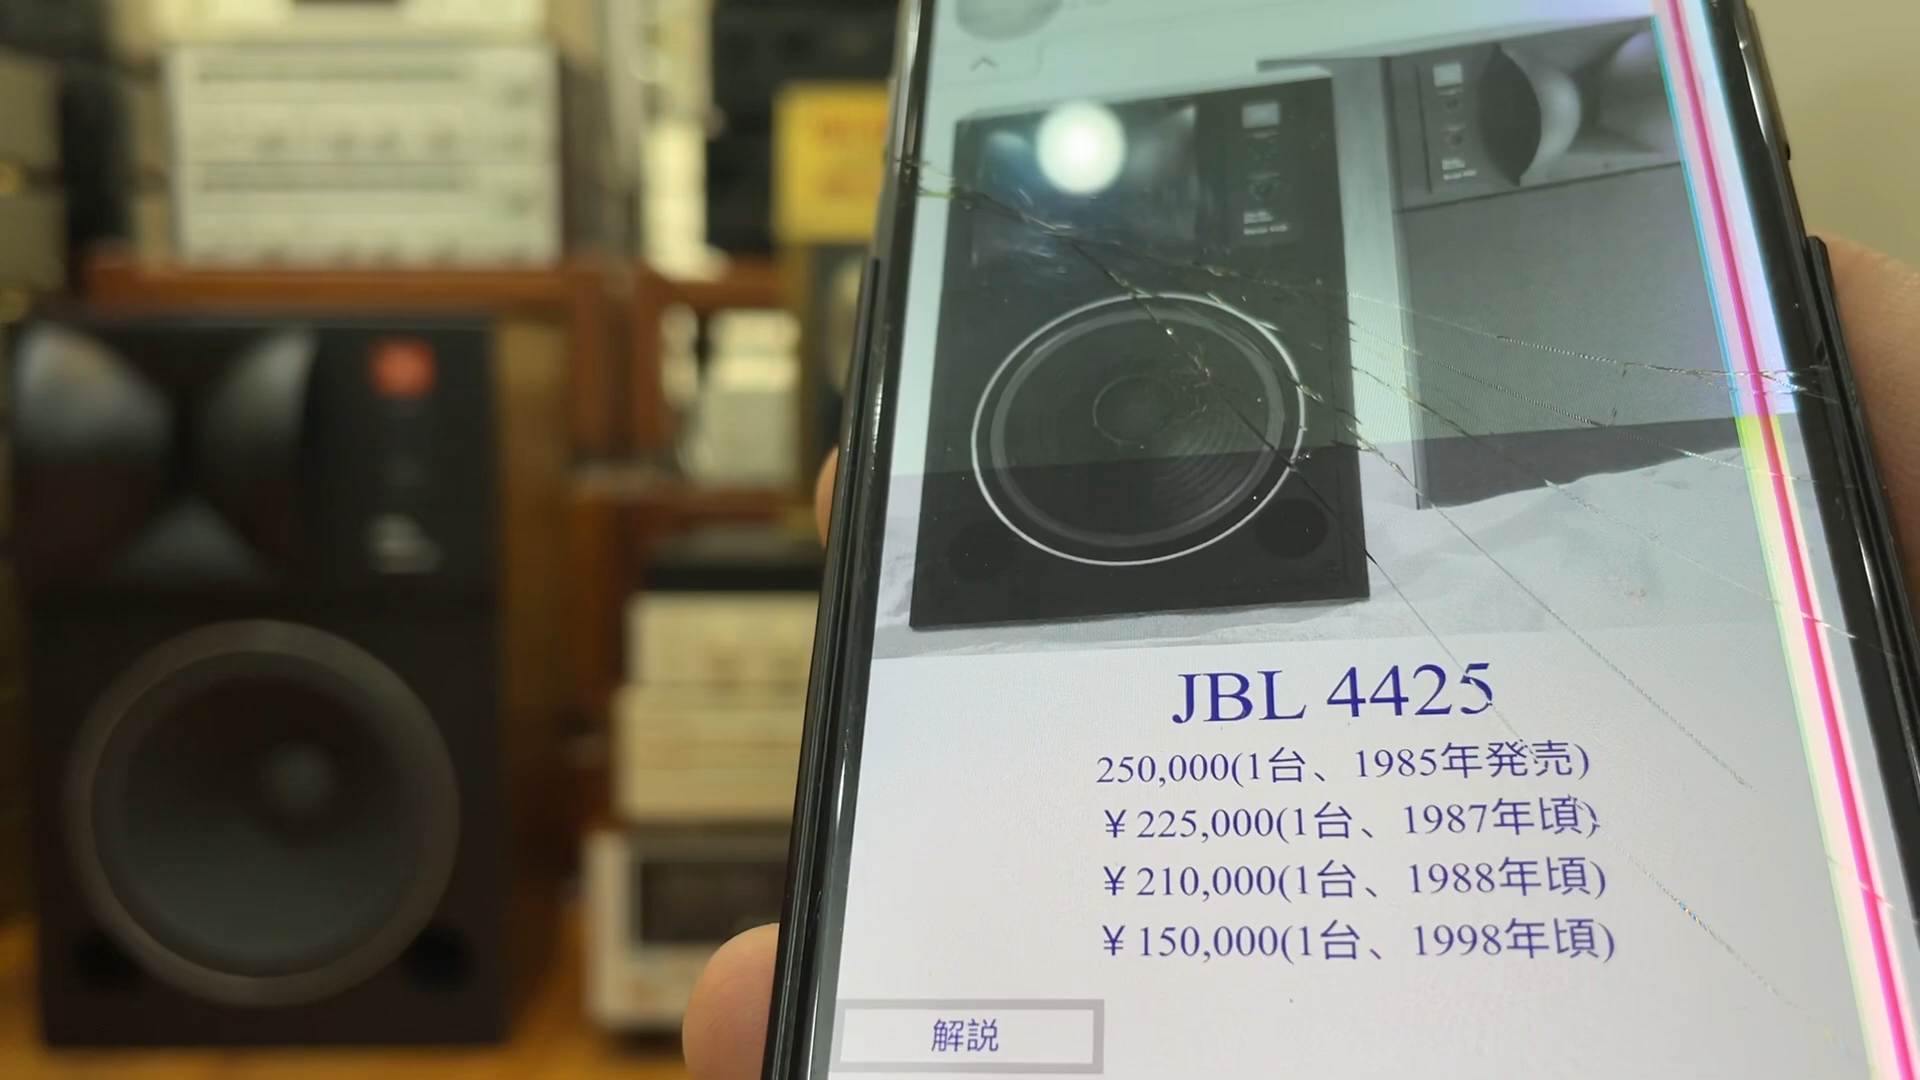 JBL 4425
250,000(1台、1985年発売)
￥225,000(1台、1987年頃)
￥210,000(1台、1988年頃)
￥150,000(1台、1998年頃)
解説